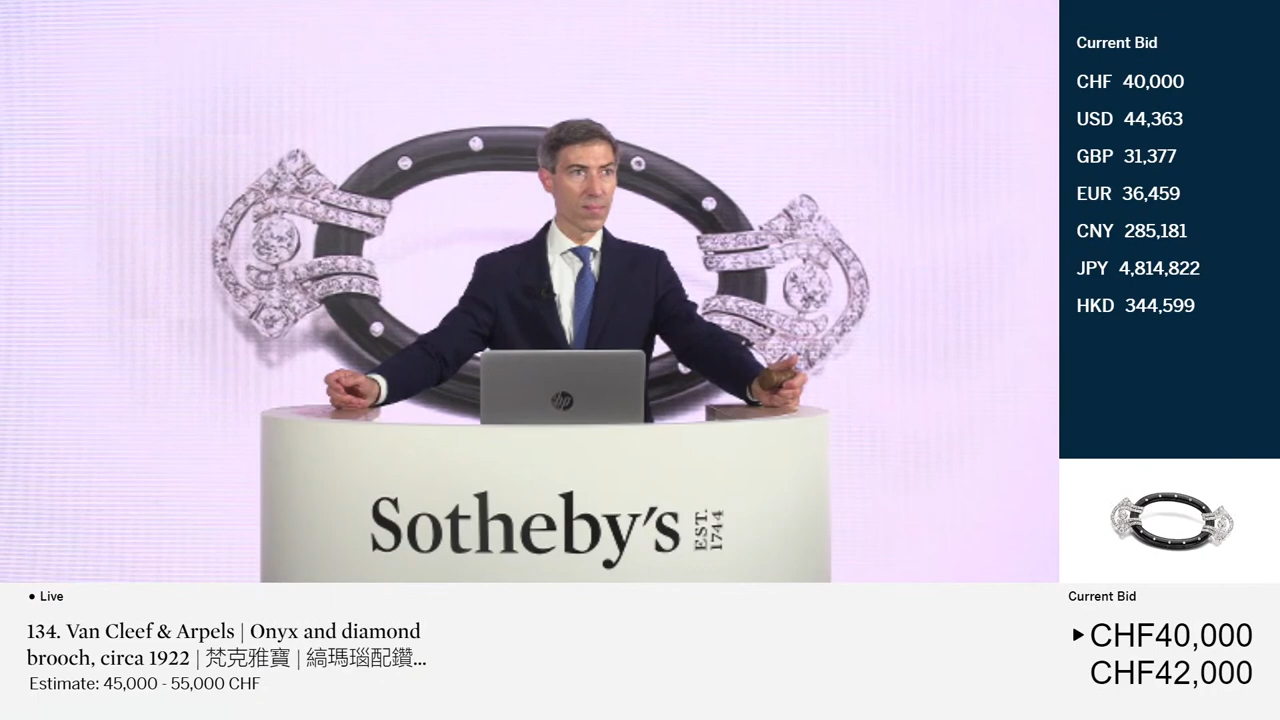 Current Bid
CHF 40,000
USD 44,363
GBP 31,377
EUR 36,459
CNY 285,181
JPY 4,814,822
HKD 344,599
hp
Sotheby's
EST.
1744
• Live
134. Van Cleef & Arpels | Onyx and diamond
brooch, circa 1922 | 梵克雅寶 | 縞瑪瑙配鑽...
Estimate: 45,000 - 55,000 CHF
Current Bid
CHF40,000
CHF42,000